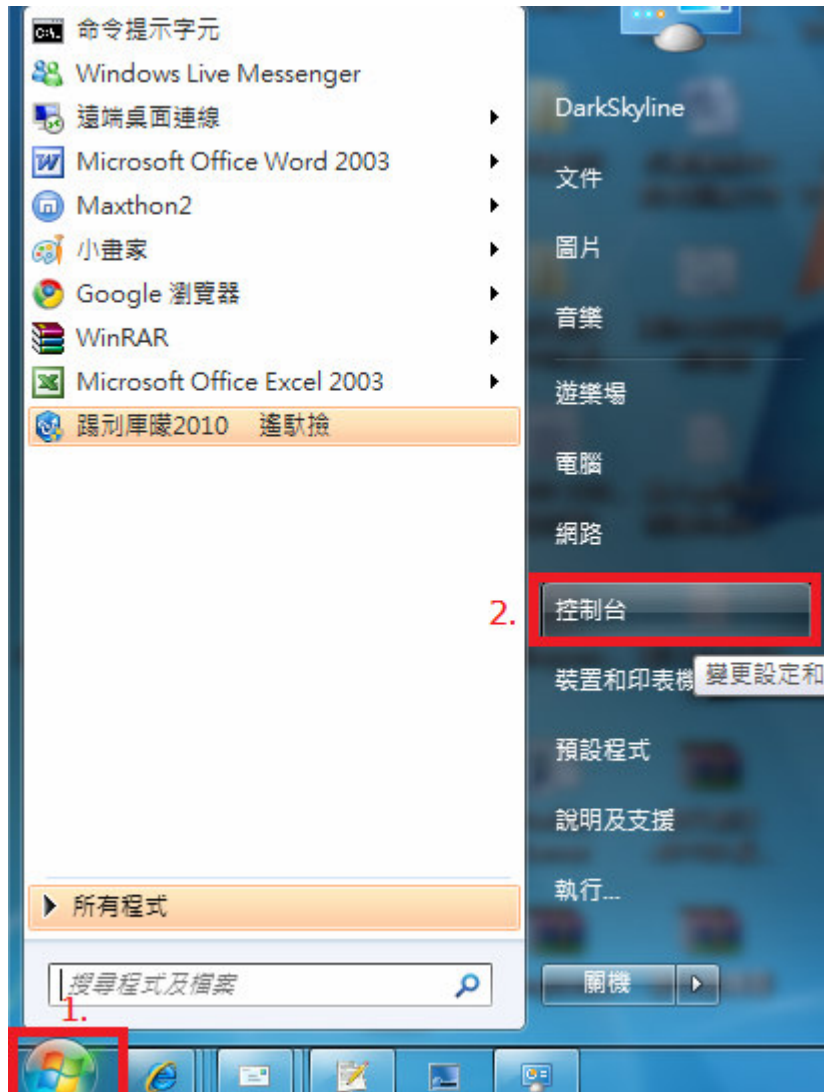 命令提示字元
Windows Live Messenger
遠端桌面連線
Microsoft Office Word 2003
Maxthon2
小畫家
Google 瀏覽器
WinRAR
Microsoft Office Excel 2003
2010
所有程式
搜尋程式及檔案
1.
DarkSkyline
文件
圖片
音樂
遊樂場
電腦
網路
2.
控制台
變更設定和
裝置和印表機
預設程式
說明及支援
執行...
關機